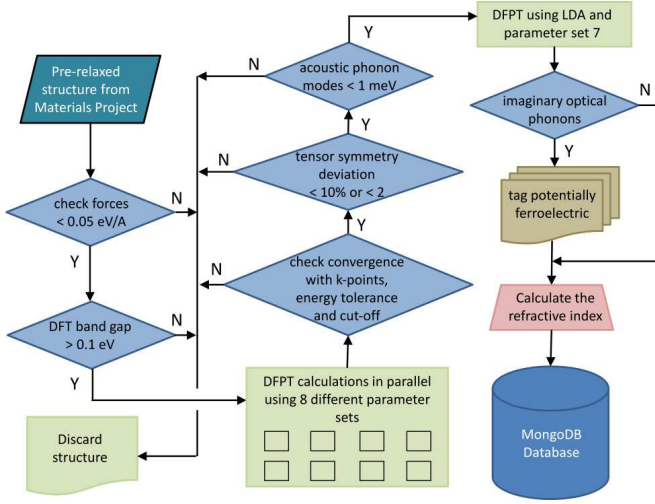 Pre-relaxed
structure from
Materials Project
check forces
< 0.05 eV/A
N
Y
DFT band gap
> 0.1 eV
N
Y
Discard
structure
DFPT calculations in parallel
using 8 different parameter
sets
check convergence
with k-points,
energy tolerance
and cut-off
N
Y
tensor symmetry
deviation
< 10% or < 2
N
Y
acoustic phonon
modes < 1 meV
N
Y
DFPT using LDA and
parameter set 7
imaginary optical
phonons
N
Y
tag potentially
ferroelectric
Calculate the
refractive index
MongoDB
Database